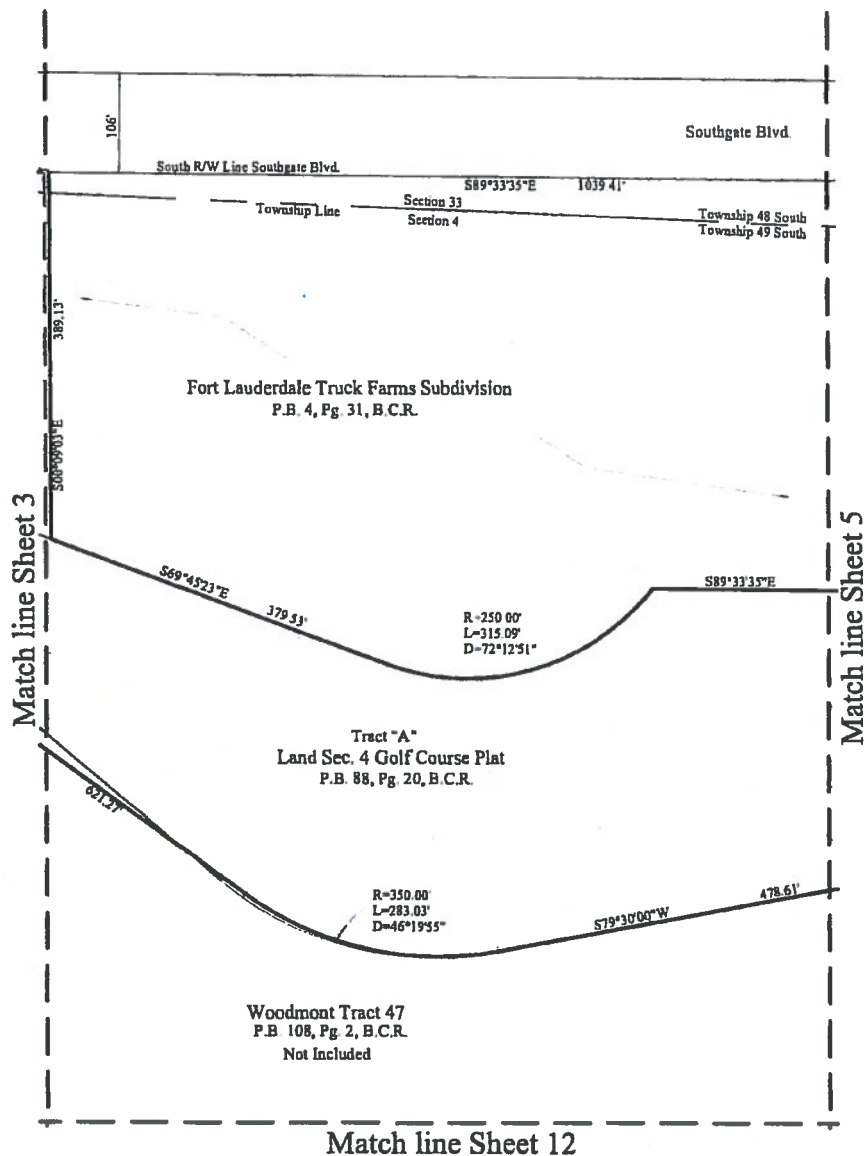 106'
Southgate Blvd.
South R/W Line Southgate Blvd.
S89°33'35"E 1039.41'
Township Line
Section 33
Section 4
Township 48 South
Township 49 South
389.13'
S00°09'03"E
Fort Lauderdale Truck Farms Subdivision
P.B. 4, Pg. 31, B.C.R.
Match line Sheet 3
Match line Sheet 5
S69°45'23"E
379.53'
R=250.00'
L=315.09'
D=72°12'51"
S89°33'35"E
Tract "A"
Land Sec. 4 Golf Course Plat
P.B. 88, Pg. 20, B.C.R.
621.27'
R=350.00'
L=283.03'
D=46°19'55"
S79°30'00"W
478.61'
Woodmont Tract 47
P.B. 108, Pg. 2, B.C.R.
Not Included
Match line Sheet 12